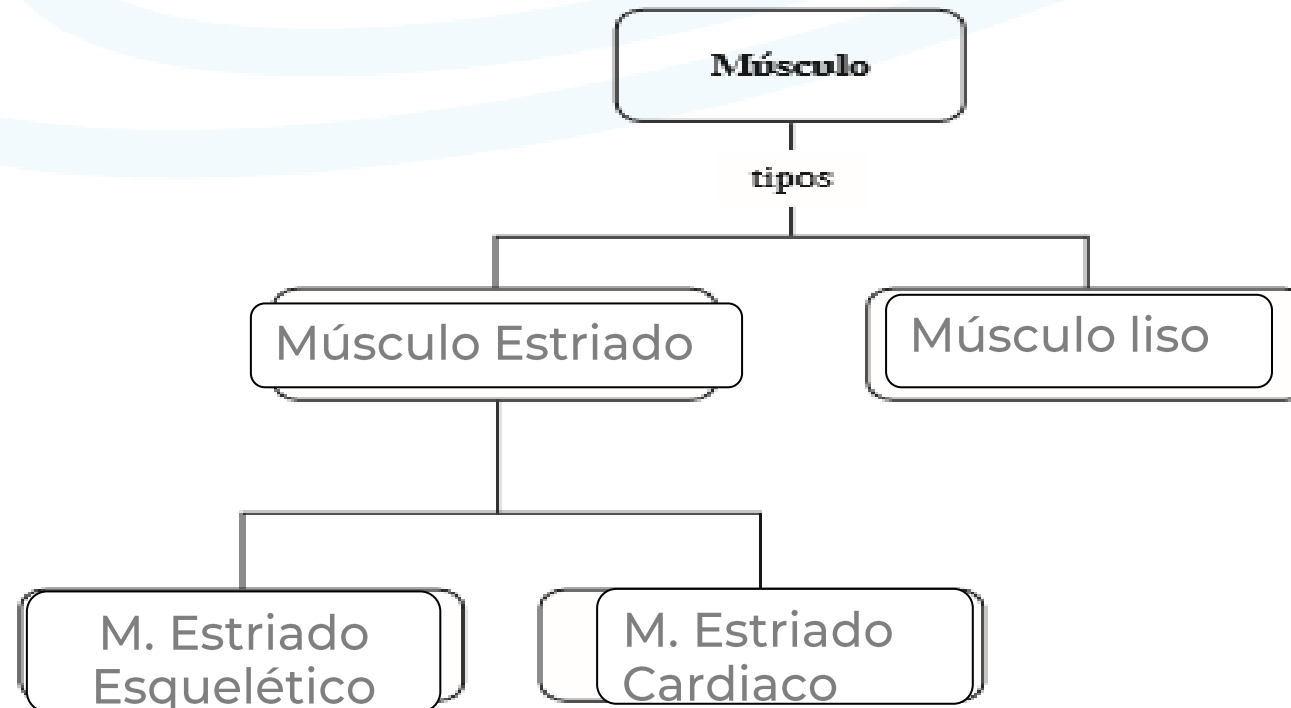 Músculo
tipos
Músculo Estriado
Músculo liso
M. Estriado
Esquelético
M. Estriado
Cardiaco